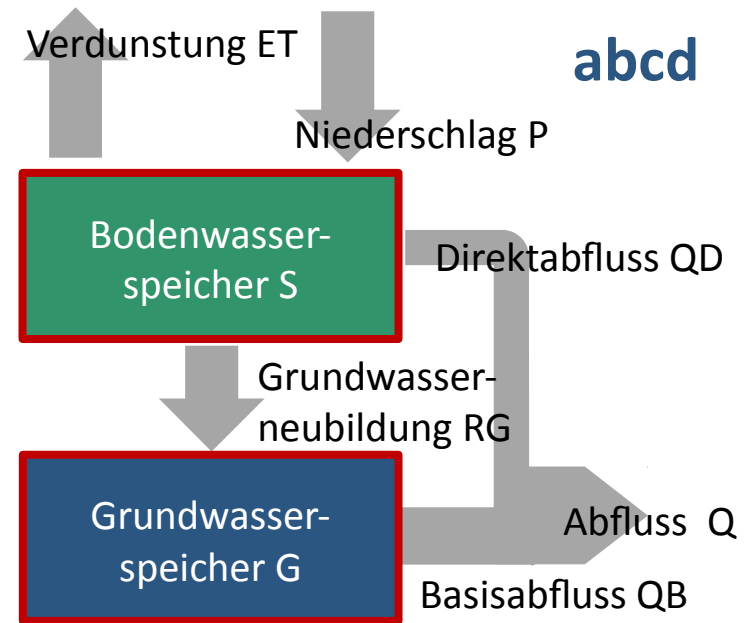 Verdunstung ET
abcd
Niederschlag P
Bodenwasser-
speicher S
Direktabfluss QD
Grundwasser-
neubildung RG
Grundwasser-
speicher G
Abfluss Q
Basisabfluss QB